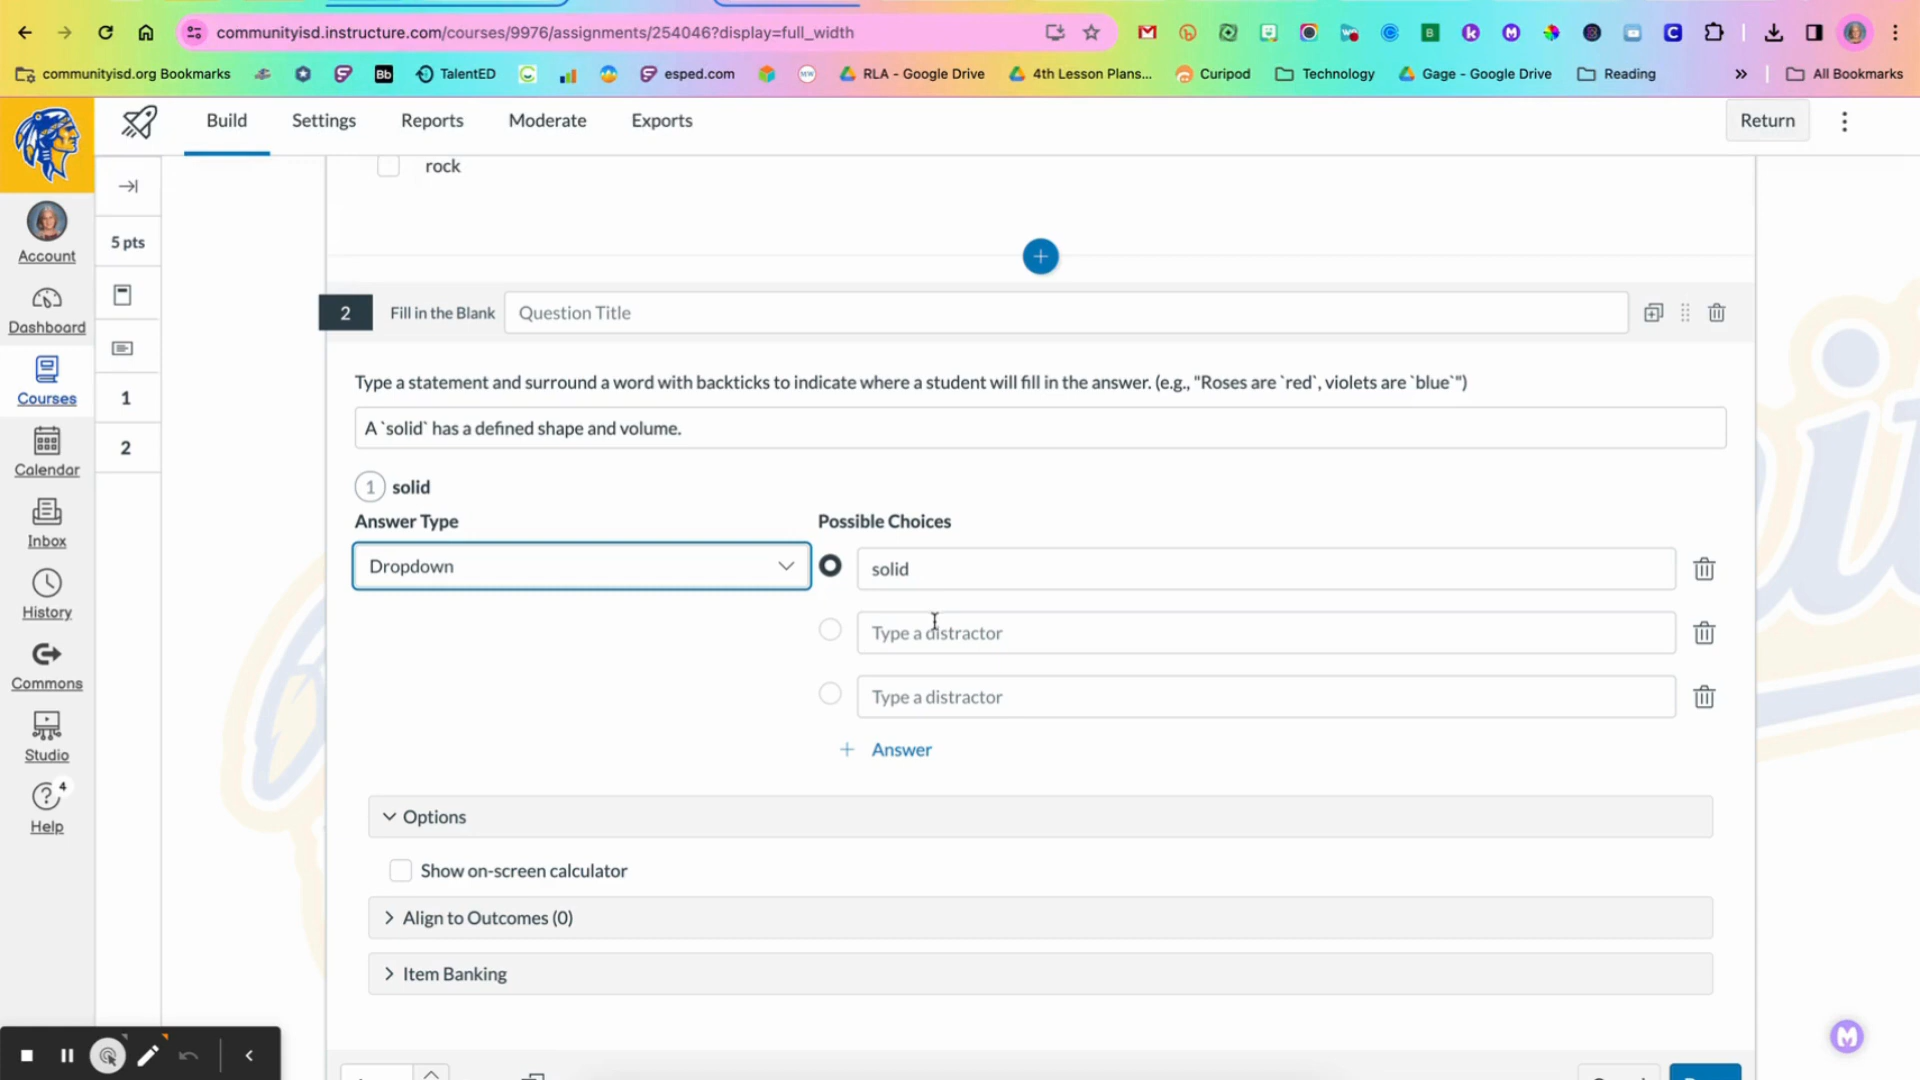 communityisd.instructure.com/courses/9976/assignments/254046?display=full_width
communityisd.org Bookmarks
Bb
TalentED
esped.com
RLA - Google Drive
4th Lesson Plans...
Curipod
Technology
Gage - Google Drive
Reading
All Bookmarks
Build
Settings
Reports
Moderate
Exports
Return
Account
Dashboard
Courses
Calendar
Inbox
History
Commons
Studio
4
Help
5 pts
1
2
rock
2
Fill in the Blank
Question Title
Type a statement and surround a word with backticks to indicate where a student will fill in the answer. (e.g., "Roses are `red`, violets are `blue`")
A `solid` has a defined shape and volume.
1 solid
Answer Type
Possible Choices
Dropdown
solid
Type a distractor
Type a distractor
+ Answer
Options
Show on-screen calculator
Align to Outcomes (0)
Item Banking
M